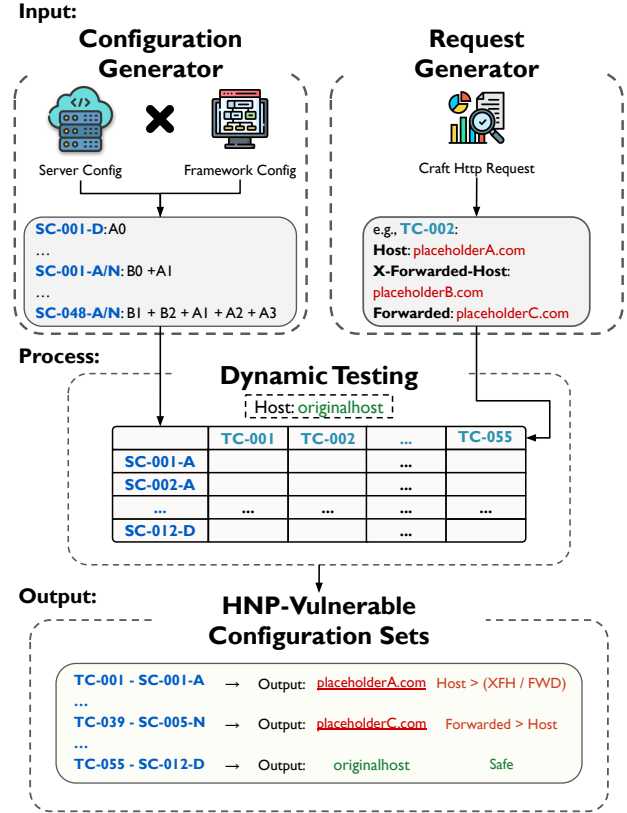 Input:
Configuration
Generator
Request
Generator
Server Config
Framework Config
Craft Http Request
SC-001-D: A0
...
SC-001-A/N: B0 +A1
...
SC-048-A/N: B1 + B2 + A1 + A2 + A3
e.g., TC-002:
Host: placeholderA.com
X-Forwarded-Host:
placeholderB.com
Forwarded: placeholderC.com
Process:
Dynamic Testing
Host: originalhost
TC-001 TC-002 ... TC-055
SC-001-A ...
SC-002-A ...
... ... ... ... ...
SC-012-D ...
Output:
HNP-Vulnerable
Configuration Sets
TC-001 - SC-001-A → Output: placeholderA.com Host > (XFH / FWD)
...
TC-039 - SC-005-N → Output: placeholderC.com Forwarded > Host
...
TC-055 - SC-012-D → Output: originalhost Safe